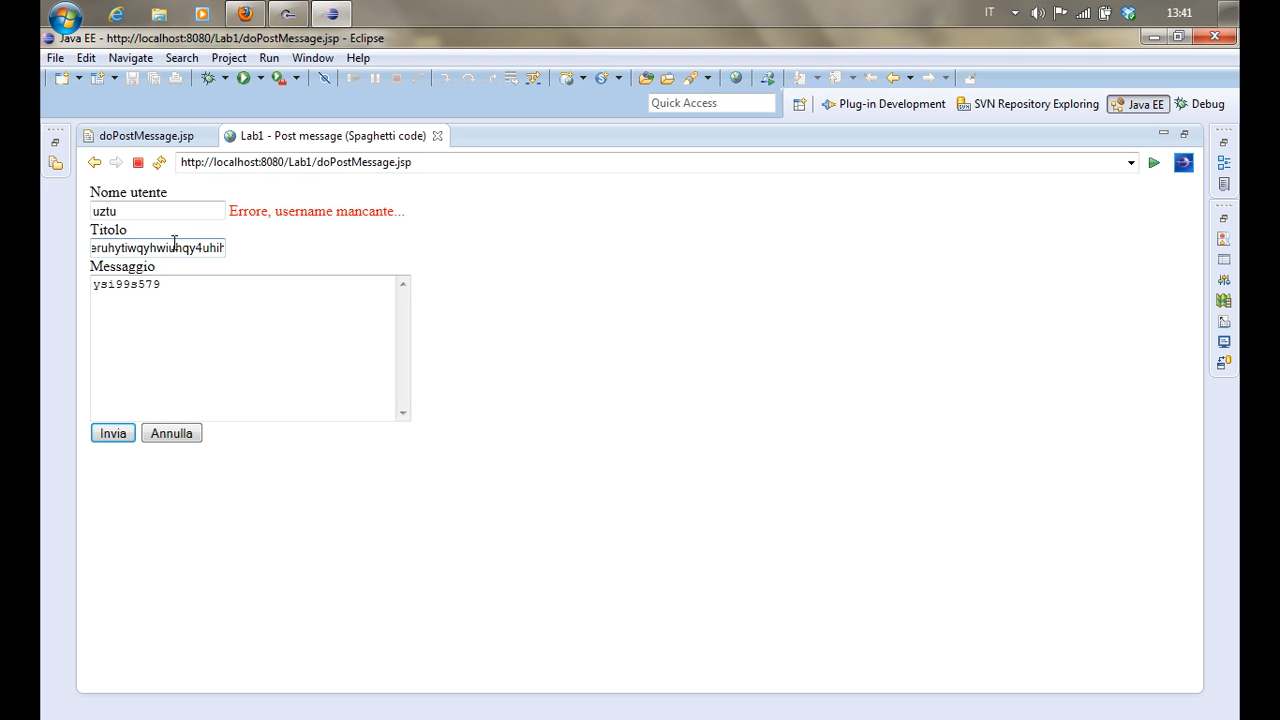 IT
13:41
Java EE - http://localhost:8080/Lab1/doPostMessage.jsp - Eclipse
File Edit Navigate Search Project Run Window Help
Quick Access
Plug-in Development
SVN Repository Exploring
Java EE
Debug
doPostMessage.jsp
Lab1 - Post message (Spaghetti code)
http://localhost:8080/Lab1/doPostMessage.jsp
Nome utente
uztu Errore, username mancante...
Titolo
eruhytiwqyhwiuhqy4uhih
Messaggio
ysi99s579
Invia Annulla